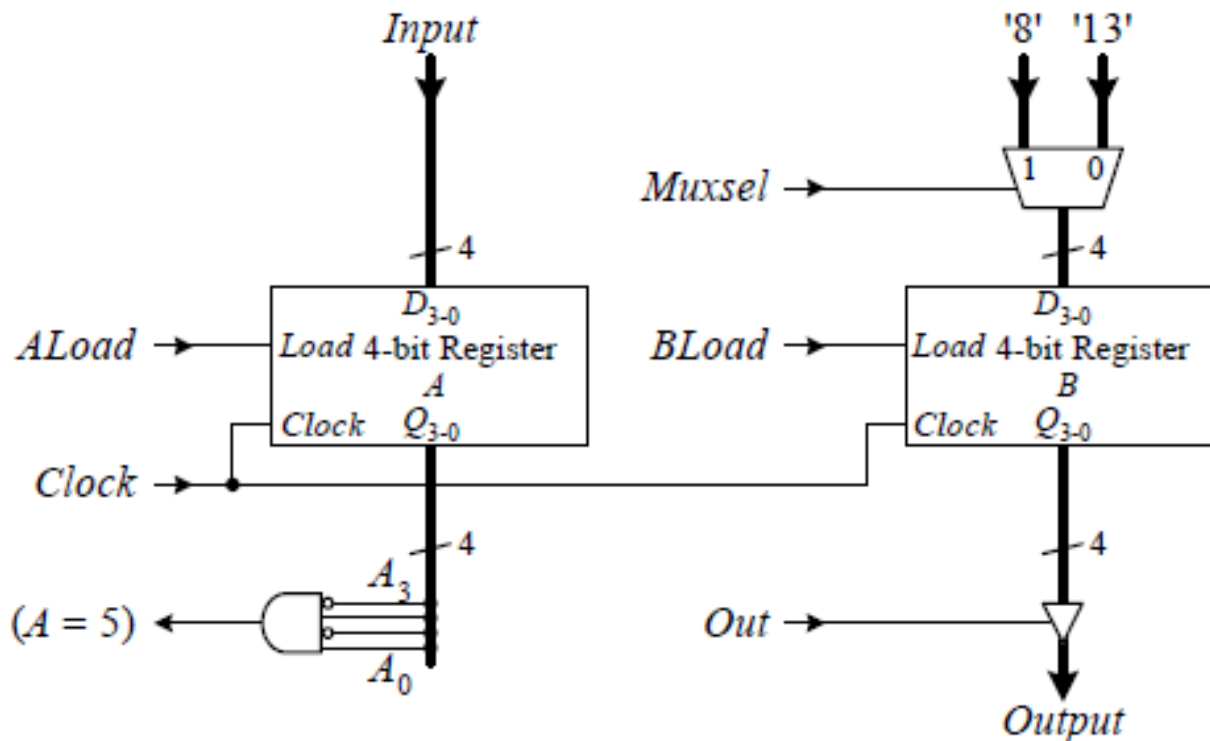 Input '8' '13'
Muxsel 1 0
4 4
D3-0 D3-0
ALoad Load 4-bit Register BLoad Load 4-bit Register
A B
Clock Q3-0 Clock Q3-0
Clock
4 4
A3
(A = 5) Out
A0
Output